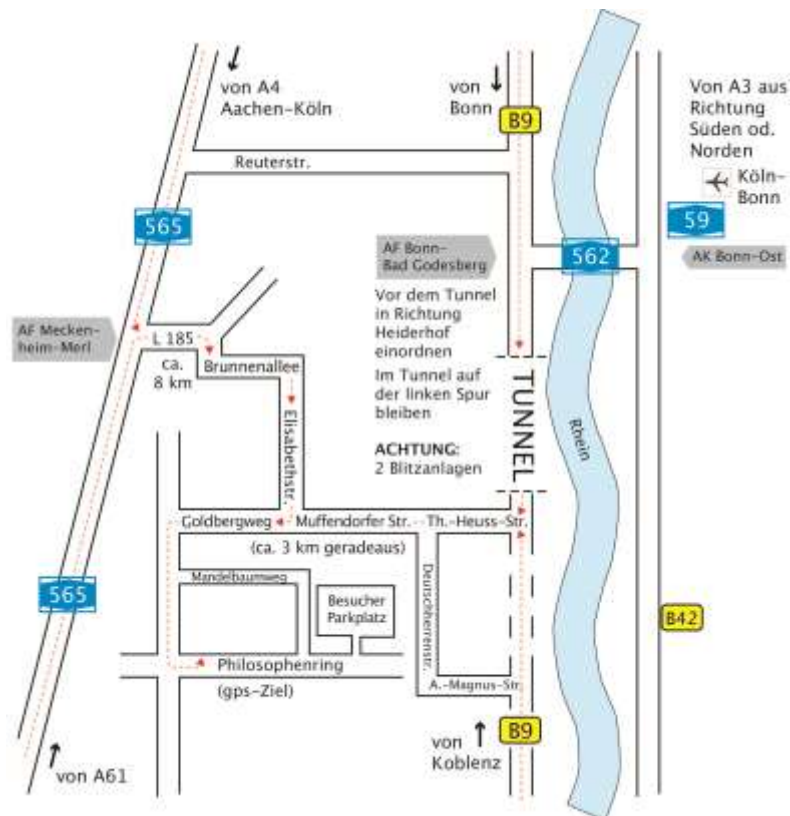 von A4
Aachen-Köln
von
Bonn
B9
Von A3 aus
Richtung
Süden od.
Norden
Köln-
Bonn
Reuterstr.
565
59
AF Bonn-
Bad Godesberg
562
AK Bonn-Ost
Vor dem Tunnel
in Richtung
Heiderhof
einordnen
Im Tunnel auf
der linken Spur
bleiben
ACHTUNG:
2 Blitzanlagen
TUNNEL
Rhein
AF Mecken-
heim-Merl
L 185
ca.
8 km
Brunnenallee
Elisabethstr.
Goldbergweg
Muffendorfer Str.
Th.-Heuss-Str.
(ca. 3 km geradeaus)
Mandelbaumweg
Besucher
Parkplatz
Deutschherrenstr.
565
B42
Philosophenring
(gps-Ziel)
A.-Magnus-Str.
B9
von
Koblenz
von A61